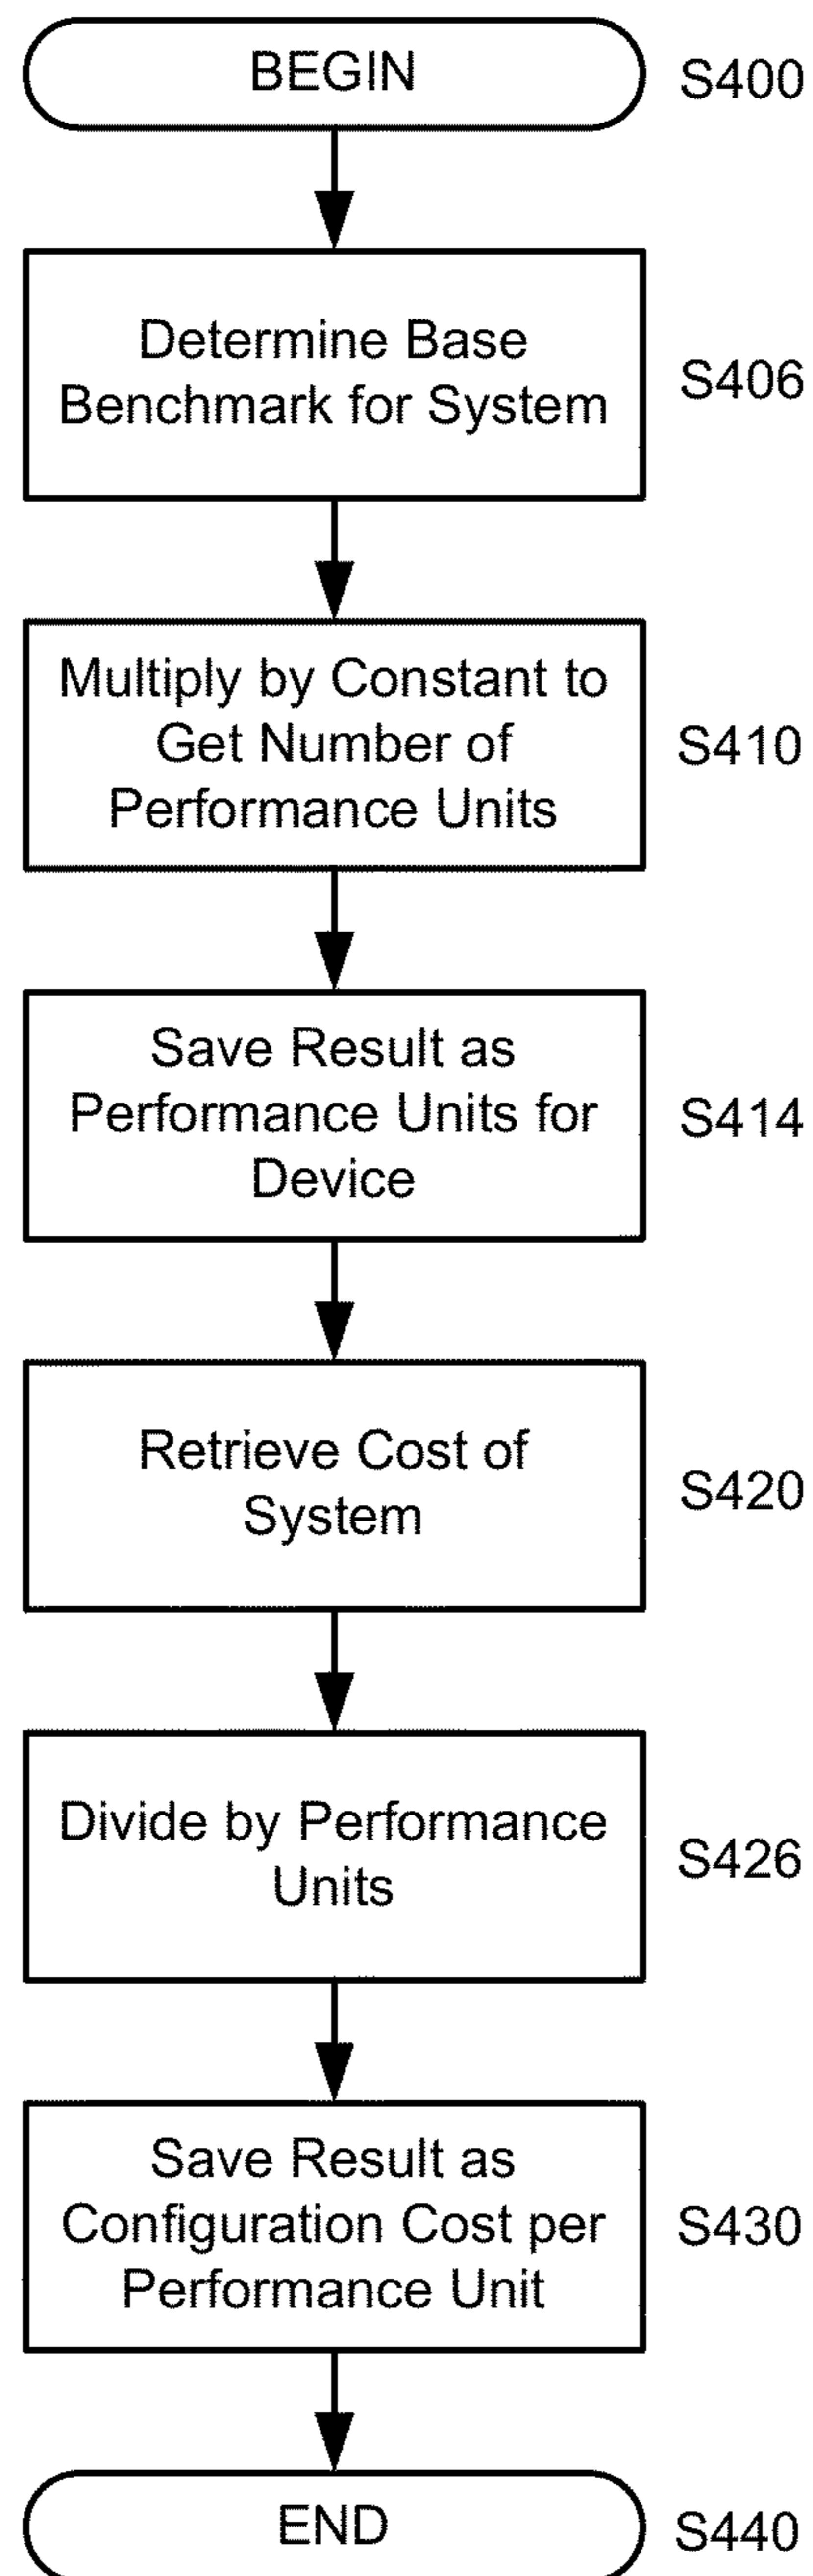 BEGIN
S400
Determine Base
Benchmark for System
S406
Multiply by Constant to
Get Number of
Performance Units
S410
Save Result as
Performance Units for
Device
S414
Retrieve Cost of
System
S420
Divide by Performance
Units
S426
Save Result as
Configuration Cost per
Performance Unit
S430
END
S440